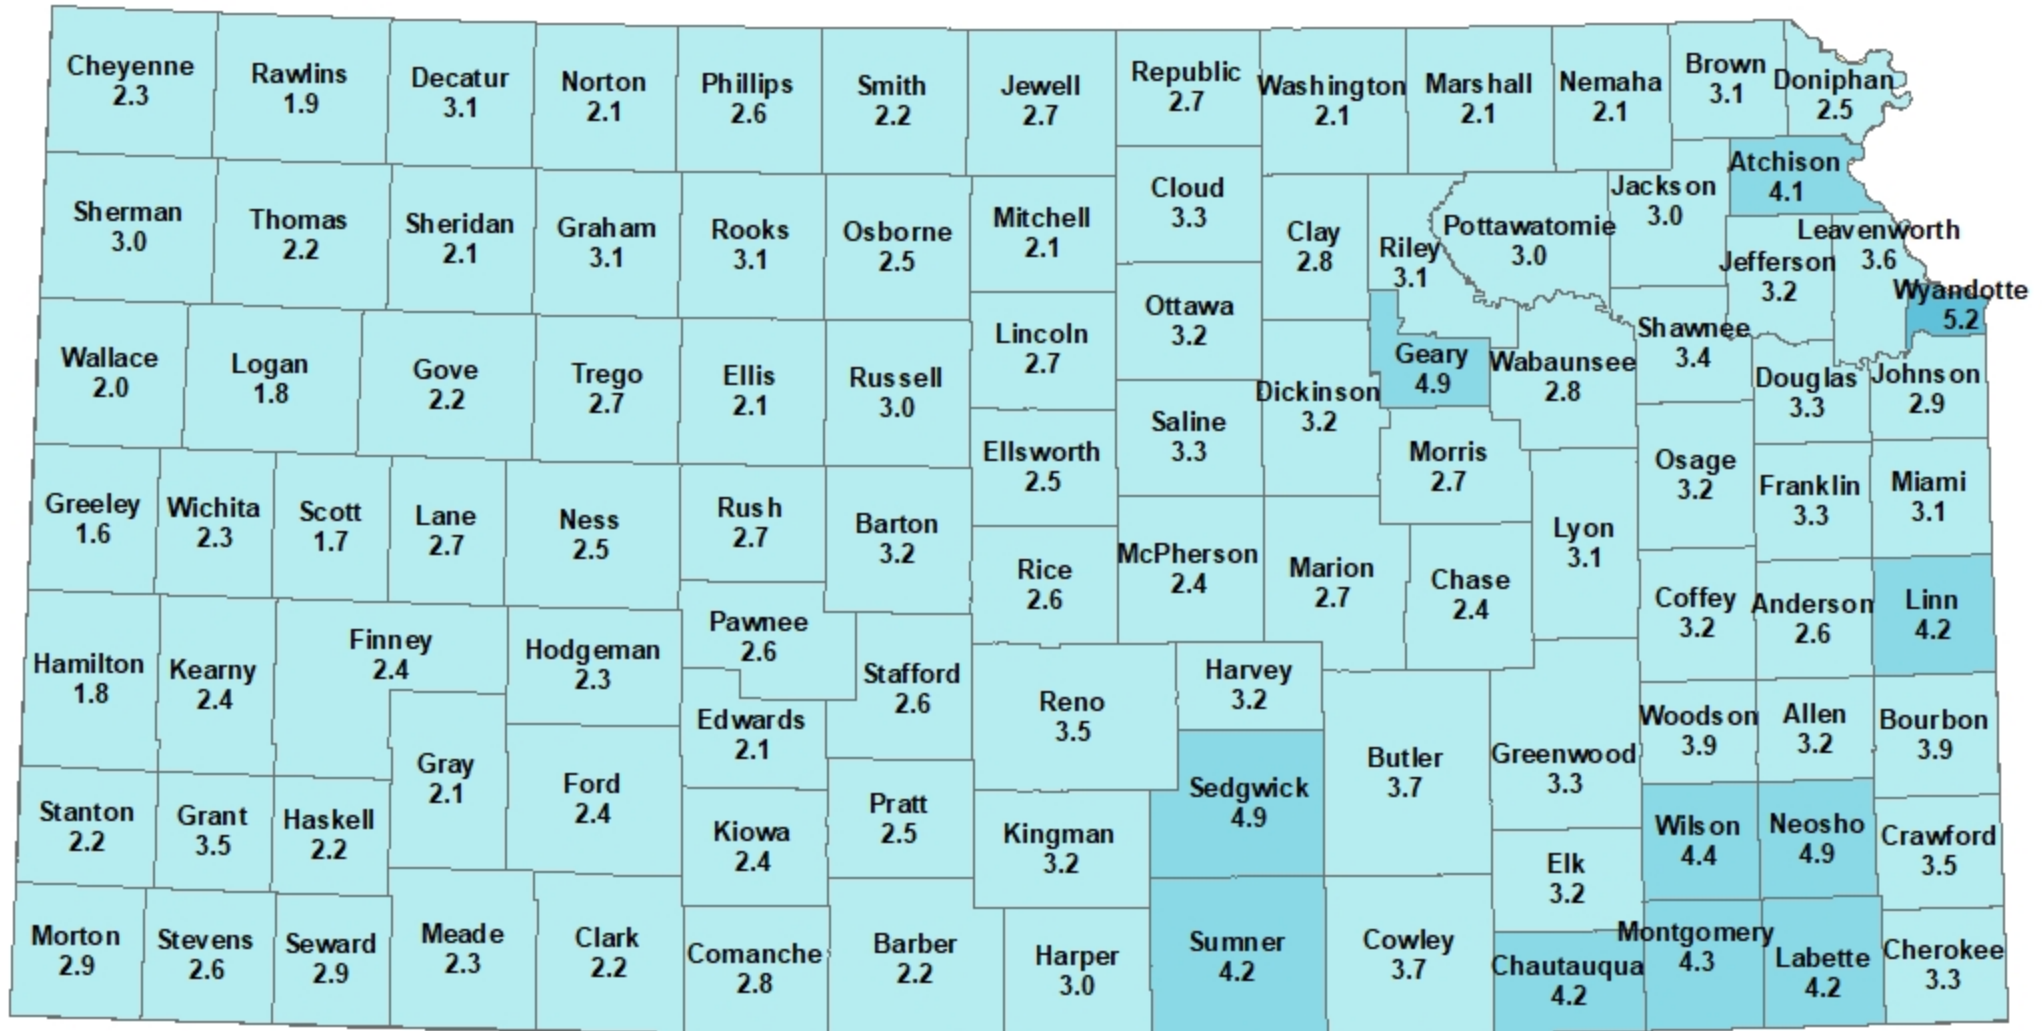 Cheyenne
2.3
Rawlins
1.9
Decatur
3.1
Norton
2.1
Phillips
2.6
Smith
2.2
Jewell
2.7
Republic
2.7
Washington
2.1
Marshall
2.1
Nemaha
2.1
Brown
3.1
Doniphan
2.5
Sherman
3.0
Thomas
2.2
Sheridan
2.1
Graham
3.1
Rooks
3.1
Osborne
2.5
Mitchell
2.1
Cloud
3.3
Clay
2.8
Riley
3.1
Pottawatomie
3.0
Jackson
3.0
Atchison
4.1
Leavenworth
3.6
Jefferson
3.2
Wyandotte
5.2
Wallace
2.0
Logan
1.8
Gove
2.2
Trego
2.7
Ellis
2.1
Russell
3.0
Lincoln
2.7
Ottawa
3.2
Dickinson
3.2
Geary
4.9
Wabaunsee
2.8
Shawnee
3.4
Douglas
3.3
Johnson
2.9
Greeley
1.6
Wichita
2.3
Scott
1.7
Lane
2.7
Ness
2.5
Rush
2.7
Barton
3.2
Ellsworth
2.5
Saline
3.3
Morris
2.7
Osage
3.2
Franklin
3.3
Miami
3.1
Rice
2.6
McPherson
2.4
Marion
2.7
Chase
2.4
Lyon
3.1
Coffey
3.2
Anderson
2.6
Linn
4.2
Hamilton
1.8
Kearny
2.4
Finney
2.4
Hodgeman
2.3
Pawnee
2.6
Stafford
2.6
Edwards
2.1
Reno
3.5
Harvey
3.2
Butler
3.7
Greenwood
3.3
Woodson
3.9
Allen
3.2
Bourbon
3.9
Stanton
2.2
Grant
3.5
Haskell
2.2
Gray
2.1
Ford
2.4
Kiowa
2.4
Pratt
2.5
Kingman
3.2
Sedgwick
4.9
Elk
3.2
Wilson
4.4
Neosho
4.9
Crawford
3.5
Morton
2.9
Stevens
2.6
Seward
2.9
Meade
2.3
Clark
2.2
Comanche
2.8
Barber
2.2
Harper
3.0
Sumner
4.2
Cowley
3.7
Chautauqua
4.2
Montgomery
4.3
Labette
4.2
Cherokee
3.3